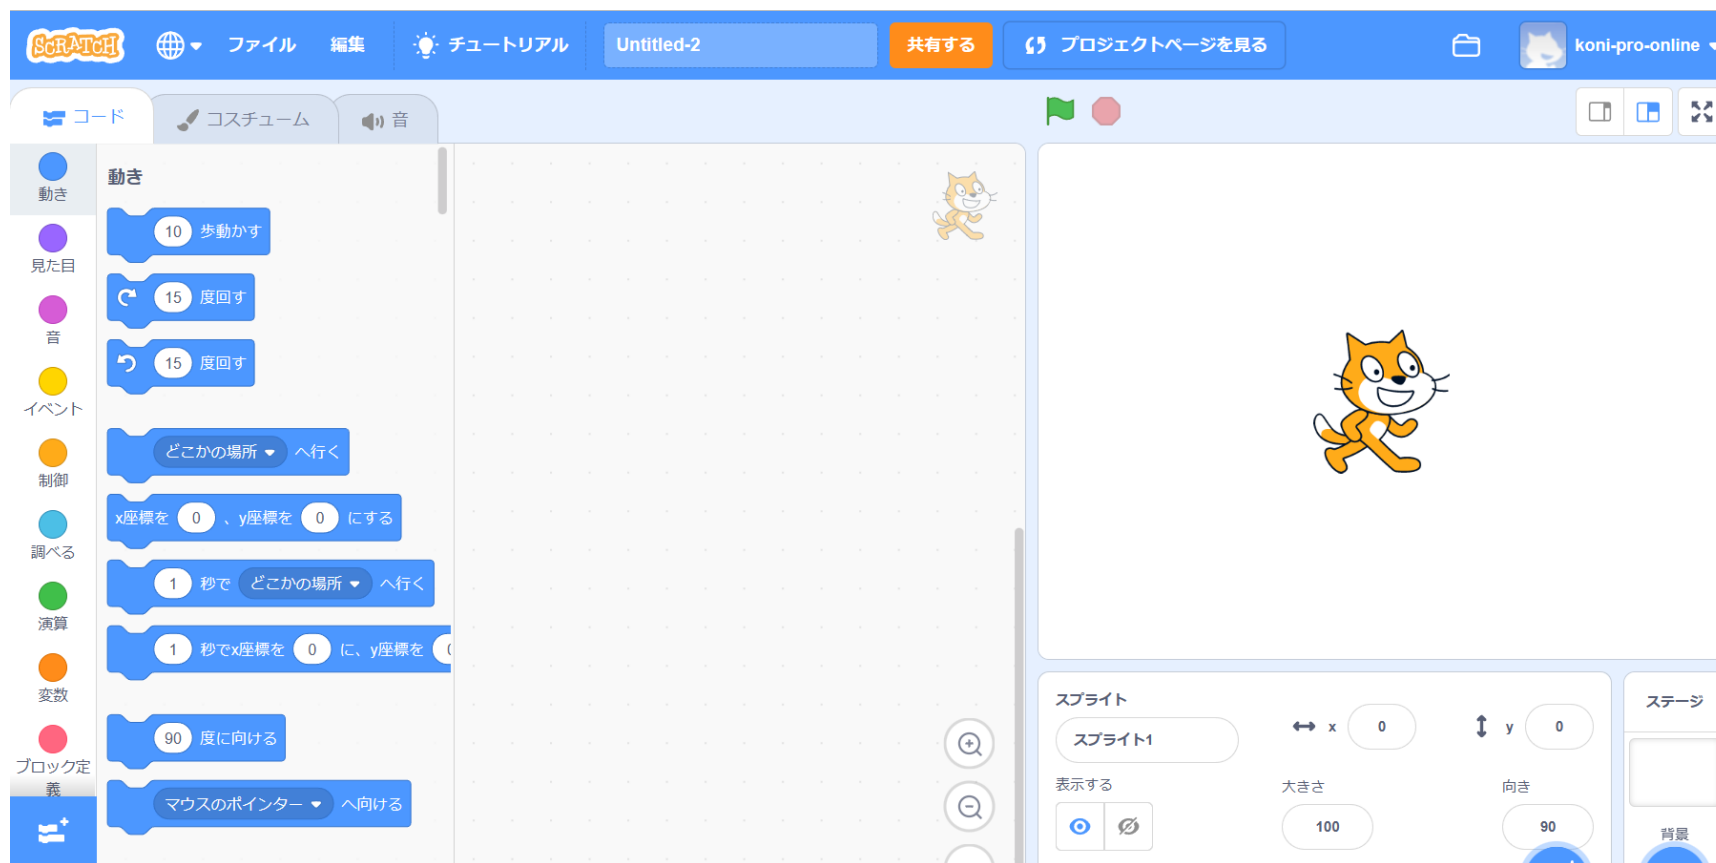 SCRATCH ファイル 編集 チュートリアル Untitled-2 共有する プロジェクトページを見る koni-pro-online
コード コスチューム 音
動き
見た目
音
イベント
制御
調べる
演算
変数
ブロック定
義
動き
10 歩動かす
15 度回す
15 度回す
どこかの場所 へ行く
x座標を 0 、y座標を 0 にする
1 秒で どこかの場所 へ行く
1 秒でx座標を 0 に、y座標を
90 度に向ける
マウスのポインター へ向ける
スプライト
スプライト1 x 0 y 0
表示する 大きさ 向き
100 90
ステージ
背景